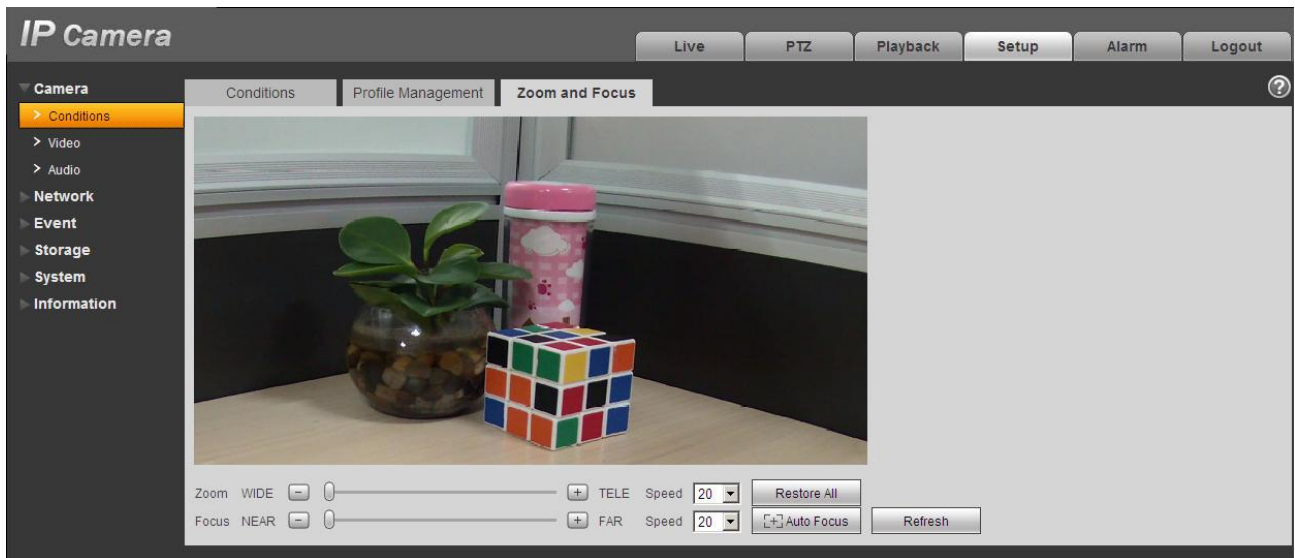 IP Camera
Live PTZ Playback Setup Alarm Logout
Camera
Conditions
Video
Audio
Network
Event
Storage
System
Information
Conditions Profile Management Zoom and Focus
?
Zoom WIDE - + TELE Speed 20 Restore All
Focus NEAR - + FAR Speed 20 [+] Auto Focus Refresh